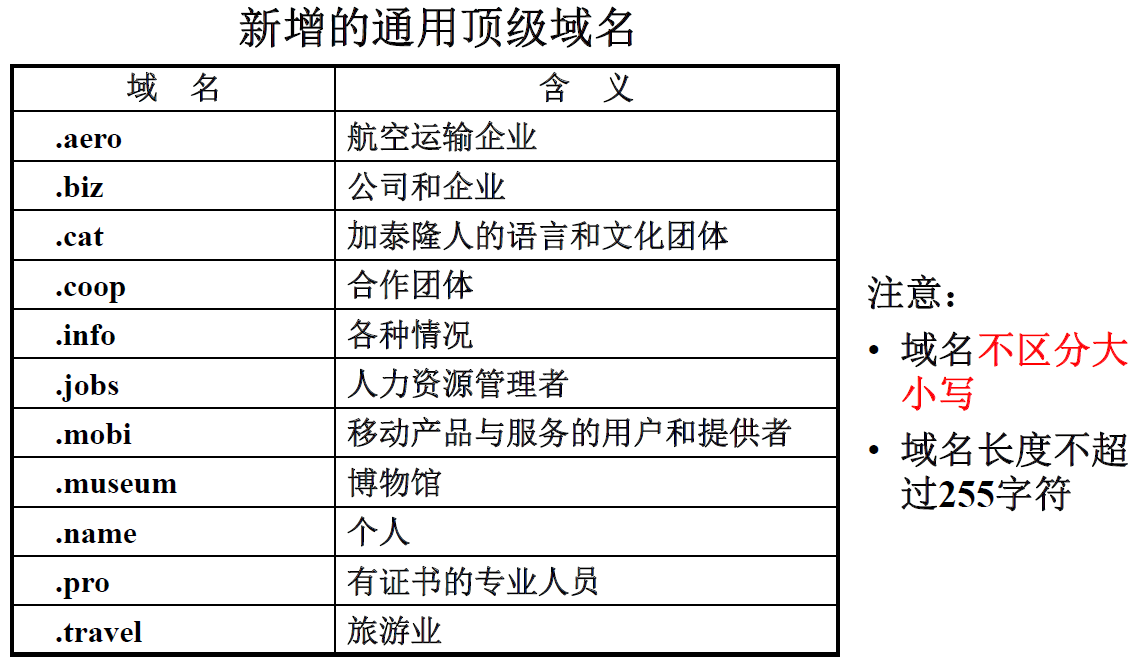 新增的通用顶级域名
域 名 含 义
.aero 航空运输企业
.biz 公司和企业
.cat 加泰隆人的语言和文化团体
.coop 合作团体
.info 各种情况
.jobs 人力资源管理者
.mobi 移动产品与服务的用户和提供者
.museum 博物馆
.name 个人
.pro 有证书的专业人员
.travel 旅游业
注意：
• 域名不区分大
小写
• 域名长度不超
过255字符